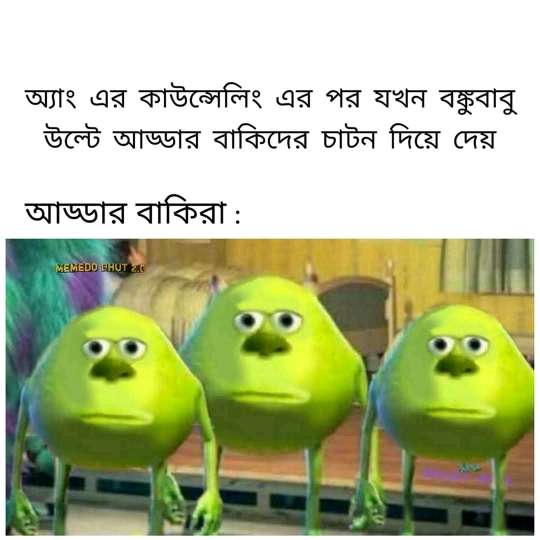 অ্যাং এর কাউন্সেলিং এর পর যখন বঙ্কুবাবু
উল্টে আড্ডার বাকিদের চাটন দিয়ে দেয়
আড্ডার বাকিরা :
MEMEDO BHUT 2.0